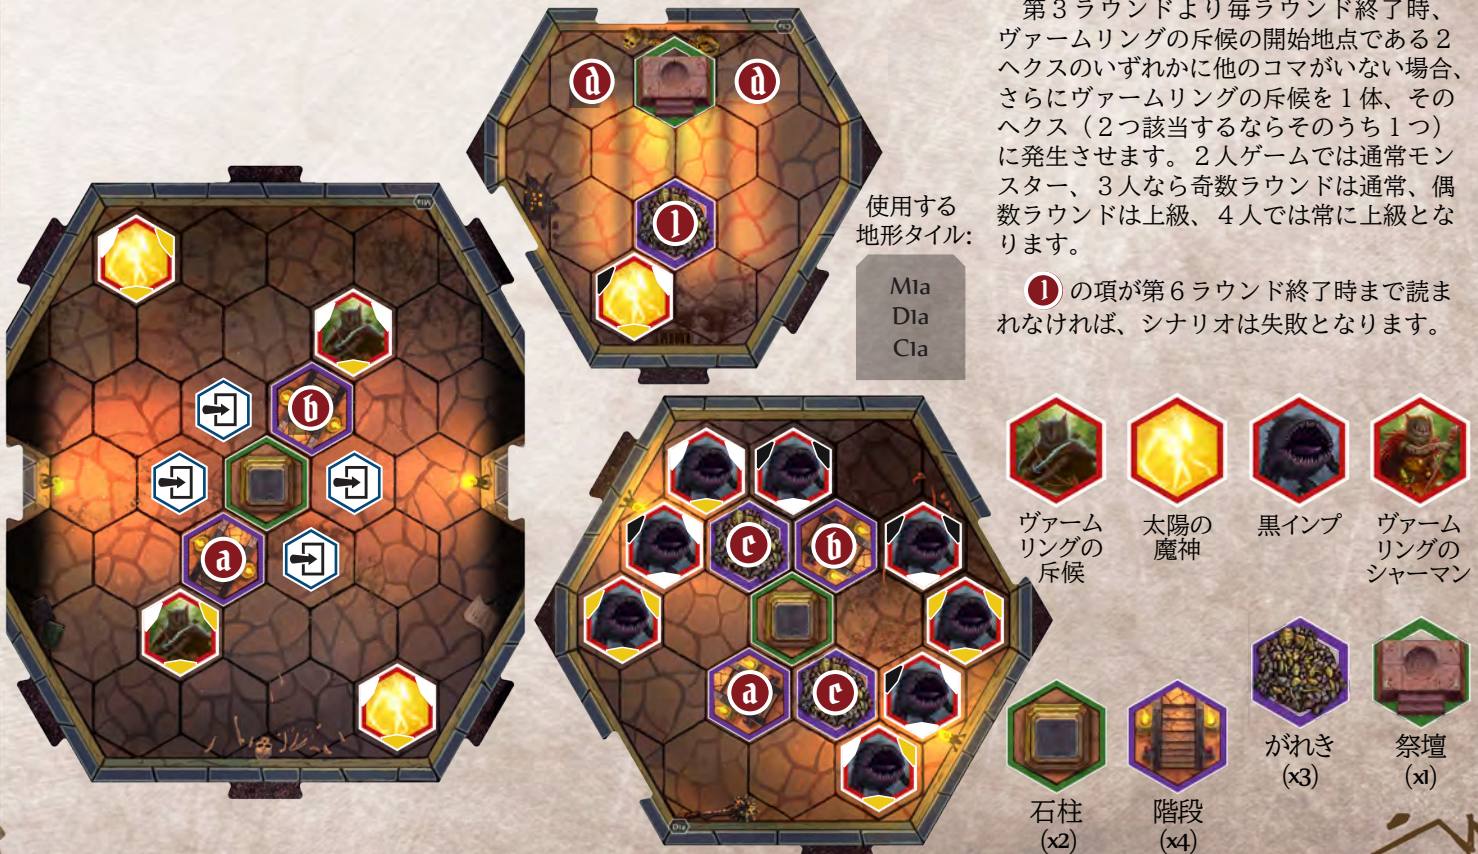 第３ラウンドより毎ラウンド終了時、
ヴァームリングの斥候の開始地点である２
ヘクスのいずれかに他のコマがいない場合、
さらにヴァームリングの斥候を１体、その
ヘクス（２つ該当するならそのうち１つ）
に発生させます。２人ゲームでは通常モン
スター、３人なら奇数ラウンドは通常、偶
数ラウンドは上級、４人では常に上級とな
ります。
1 の項が第６ラウンド終了時まで読ま
れなければ、シナリオは失敗となります。
使用する
地形タイル:
M1a
D1a
C1a
C1a
d
d
1
M1a
b
a
c
b
a
c
D1a
ヴァーム
リングの
斥候
太陽の
魔神
黒インプ
ヴァーム
リングの
シャーマン
石柱
(x2)
階段
(x4)
がれき
(x3)
祭壇
(x1)